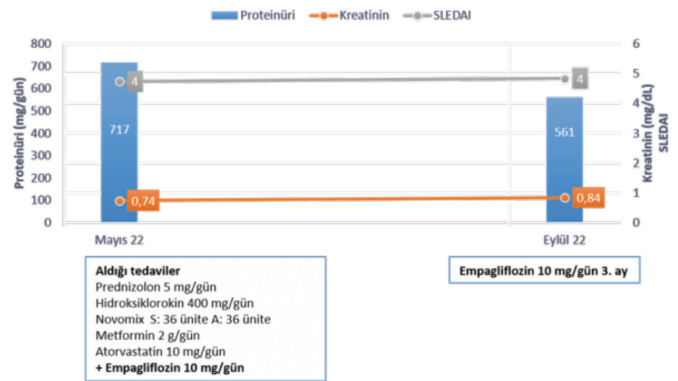 Proteinüri Kreatinin SLEDAI
800
700
600
500
400
300
200
100
0
Proteinüri (mg/gün)
717
4
0,74
561
4
0,84
6
5
4
3
2
1
0
Kreatinin (mg/dL)
SLEDAI
Mayıs 22 Eylül 22
Aldığı tedaviler
Prednizolon 5 mg/gün
Hidroksiklorokin 400 mg/gün
Novomix S: 36 ünite A: 36 ünite
Metformin 2 g/gün
Atorvastatin 10 mg/gün
+ Empagliflozin 10 mg/gün
Empagliflozin 10 mg/gün 3. ay